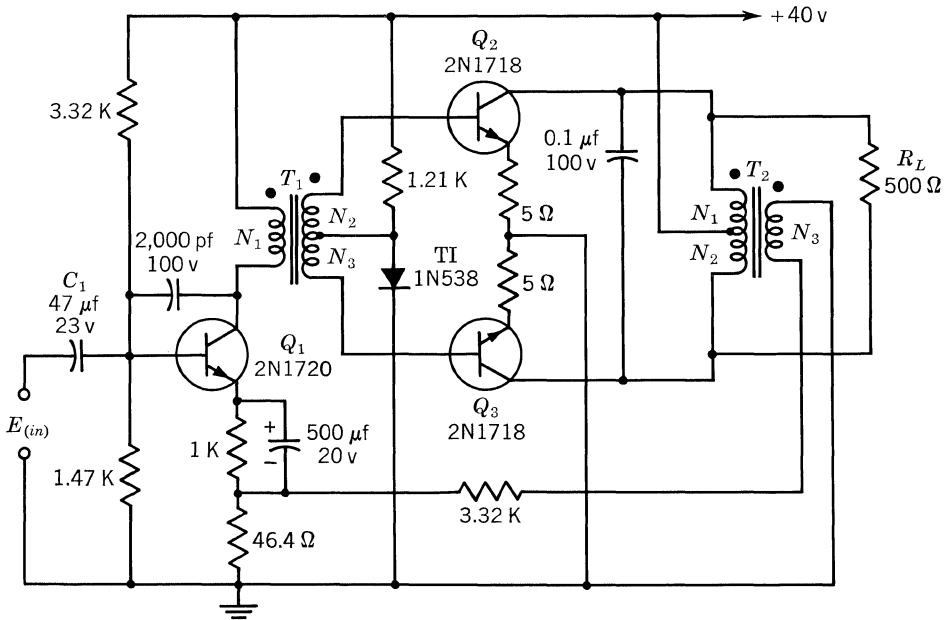 +40 v
Q2
2N1718
3.32 K
0.1 μf
100 v
RL
500 Ω
T1
1.21 K
T2
5 Ω
N1
N2
N1
N2
N3
N3
2,000 pf
100 v
TI
1N538
5 Ω
C1
47 μf
23 v
Q1
2N1720
Q3
2N1718
E(in)
+
500 μf
20 v
−
1 K
1.47 K
3.32 K
46.4 Ω